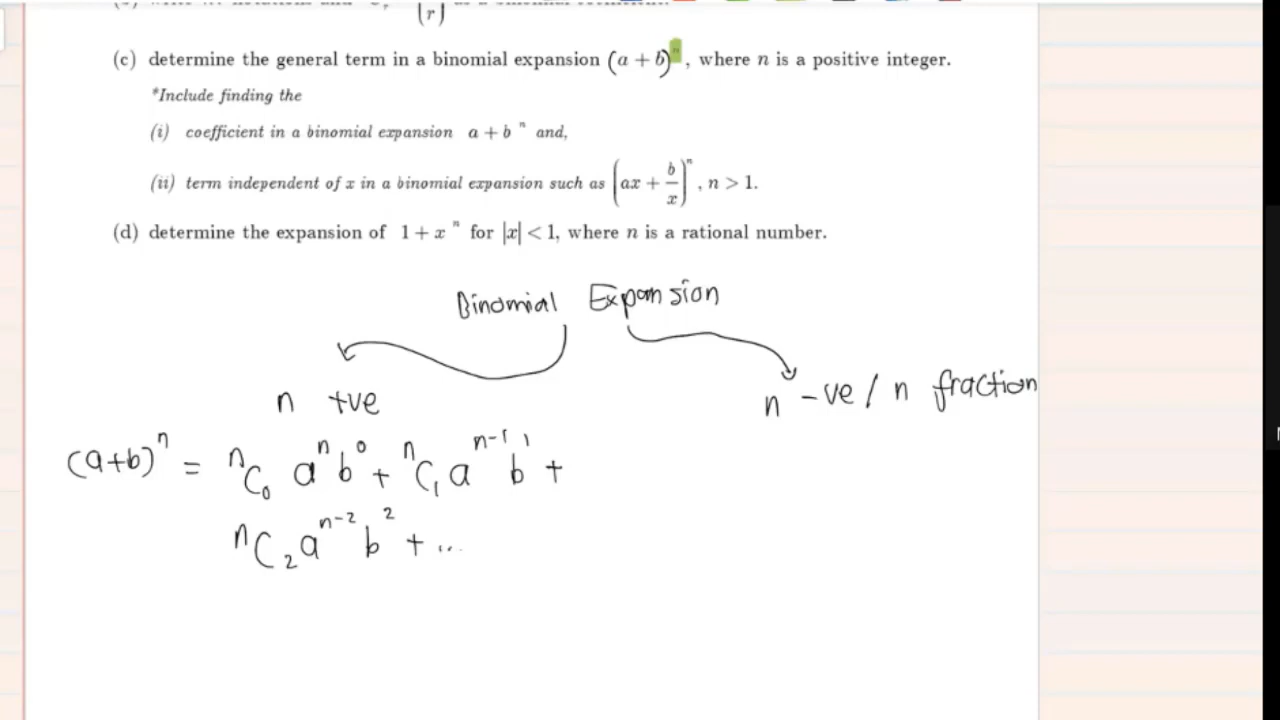 (c) determine the general term in a binomial expansion (a + b)ⁿ, where n is a positive integer.
*Include finding the
(i) coefficient in a binomial expansion a + b ⁿ and,
(ii) term independent of x in a binomial expansion such as (ax + b/x)ⁿ, n > 1.
(d) determine the expansion of 1 + x ⁿ for |x| < 1, where n is a rational number.
Binomial Expansion
n +ve
n -ve / n fraction
(a+b)ⁿ = ⁿC₀ aⁿ b⁰ + ⁿC₁ aⁿ⁻¹ b¹ +
ⁿC₂ aⁿ⁻² b² + ...